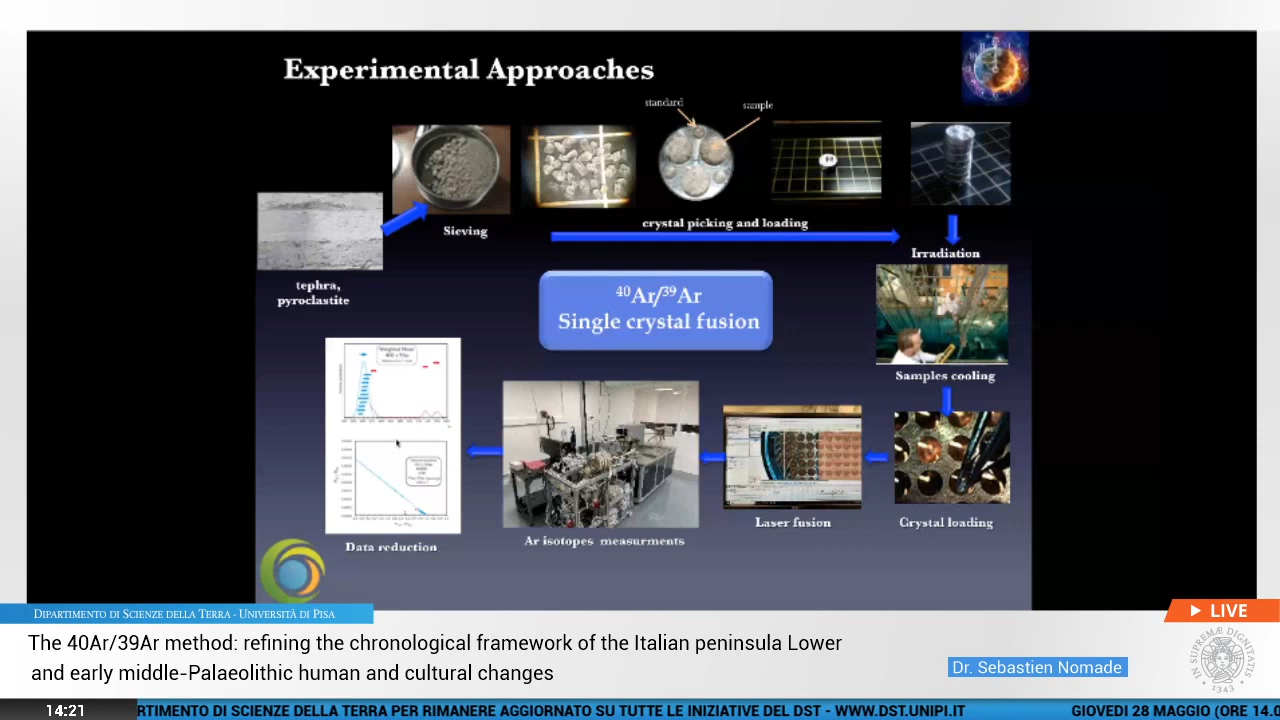 Experimental Approaches
standard
sample
Sieving
crystal picking and loading
Irradiation
tephra,
pyroclastite
40Ar/39Ar
Single crystal fusion
Samples cooling
Crystal loading
Laser fusion
Ar isotopes measurments
Data reduction
DIPARTIMENTO DI SCIENZE DELLA TERRA - UNIVERSITÀ DI PISA
LIVE
The 40Ar/39Ar method: refining the chronological framework of the Italian peninsula Lower
and early middle-Palaeolithic human and cultural changes
Dr. Sebastien Nomade
14:21
RTIMENTO DI SCIENZE DELLA TERRA PER RIMANERE AGGIORNATO SU TUTTE LE INIZIATIVE DEL DST - WWW.DST.UNIPI.IT
GIOVEDI 28 MAGGIO (ORE 14.0